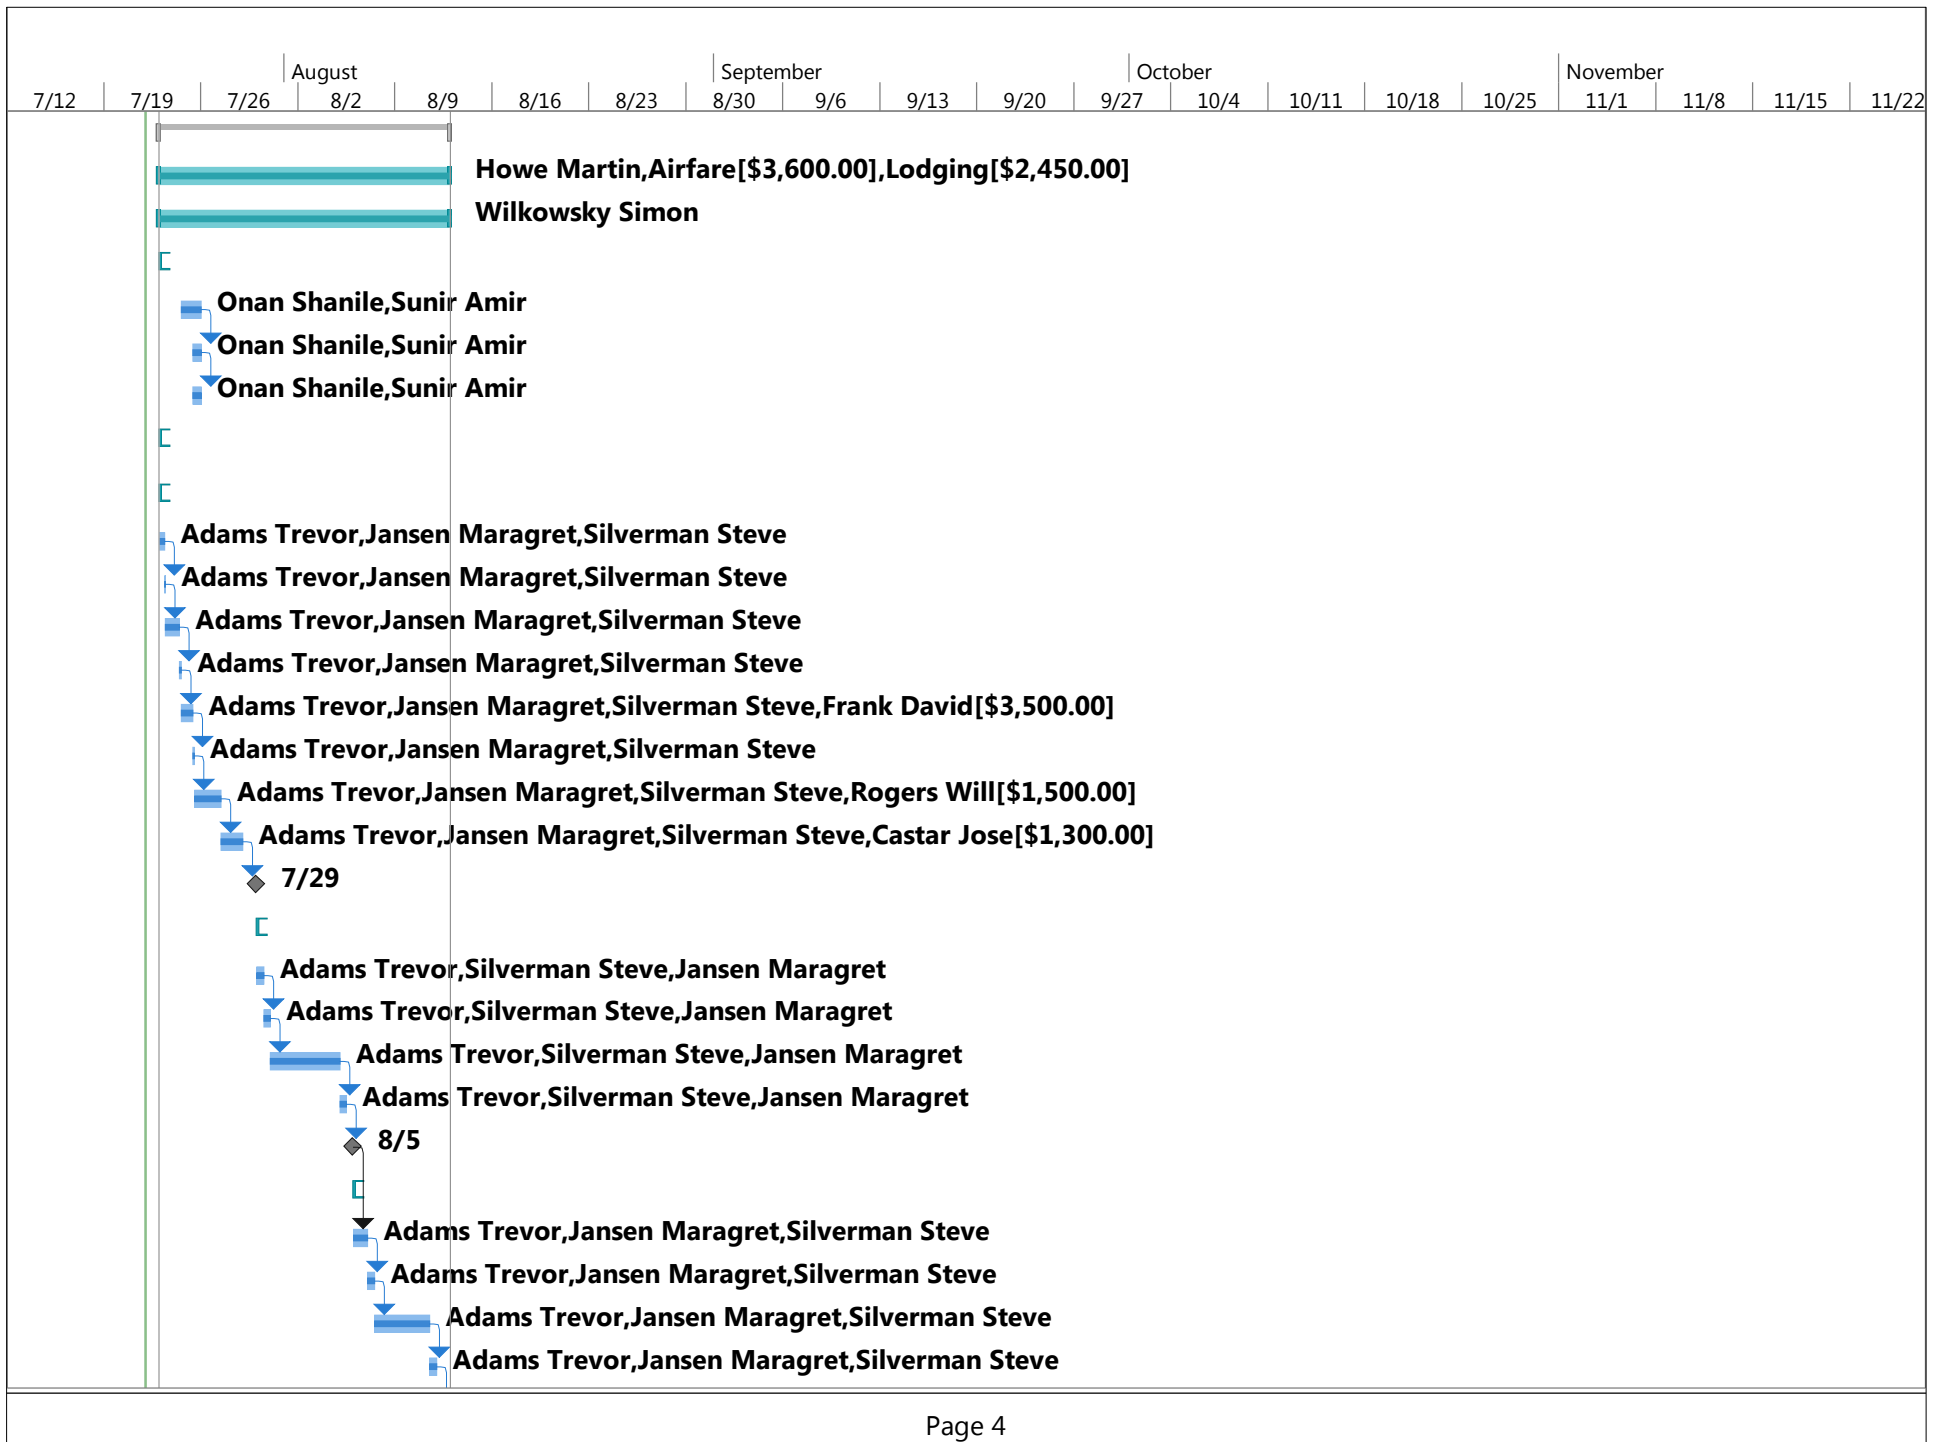 August September October November
7/12 7/19 7/26 8/2 8/9 8/16 8/23 8/30 9/6 9/13 9/20 9/27 10/4 10/11 10/18 10/25 11/1 11/8 11/15 11/22
Howe Martin,Airfare[$3,600.00],Lodging[$2,450.00]
Wilkowsky Simon
Onan Shanile,Sunir Amir
Onan Shanile,Sunir Amir
Onan Shanile,Sunir Amir
Adams Trevor,Jansen Maragret,Silverman Steve
Adams Trevor,Jansen Maragret,Silverman Steve
Adams Trevor,Jansen Maragret,Silverman Steve
Adams Trevor,Jansen Maragret,Silverman Steve
Adams Trevor,Jansen Maragret,Silverman Steve,Frank David[$3,500.00]
Adams Trevor,Jansen Maragret,Silverman Steve
Adams Trevor,Jansen Maragret,Silverman Steve,Rogers Will[$1,500.00]
Adams Trevor,Jansen Maragret,Silverman Steve,Castar Jose[$1,300.00]
7/29
Adams Trevor,Silverman Steve,Jansen Maragret
Adams Trevor,Silverman Steve,Jansen Maragret
Adams Trevor,Silverman Steve,Jansen Maragret
Adams Trevor,Silverman Steve,Jansen Maragret
8/5
Adams Trevor,Jansen Maragret,Silverman Steve
Adams Trevor,Jansen Maragret,Silverman Steve
Adams Trevor,Jansen Maragret,Silverman Steve
Adams Trevor,Jansen Maragret,Silverman Steve
Page 4